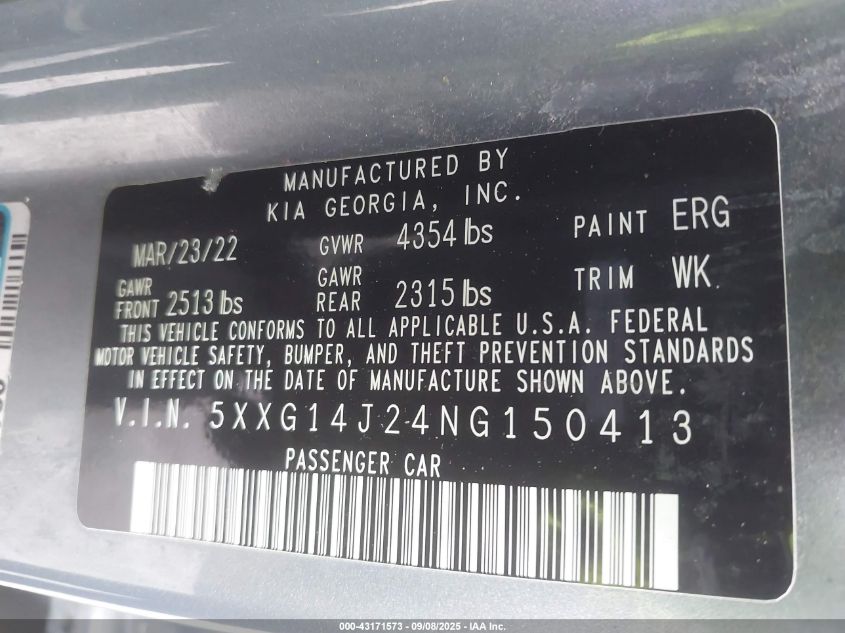 MANUFACTURED BY
KIA GEORGIA, INC.
MAR/23/22 GVWR 4354 lbs PAINT ERG
GAWR FRONT 2513 lbs GAWR REAR 2315 lbs TRIM WK
THIS VEHICLE CONFORMS TO ALL APPLICABLE U.S.A. FEDERAL
MOTOR VEHICLE SAFETY, BUMPER, AND THEFT PREVENTION STANDARDS
IN EFFECT ON THE DATE OF MANUFACTURE SHOWN ABOVE.
V.I.N. 5XXG14J24NG150413
PASSENGER CAR
000-43171573 - 09/08/2025 - IAA Inc.